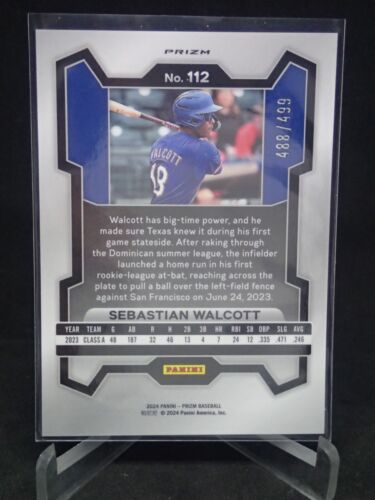 PRIZM
No. 112
488/499
WALCOTT
18
Walcott has big-time power, and he
made sure Texas knew it during his first
game stateside. After raking through
the Dominican summer league, the infielder
launched a home run in his first
rookie-league at-bat, reaching across the
plate to pull a ball over the left-field fence
against San Francisco on June 24, 2023.
SEBASTIAN WALCOTT
YEAR TEAM G AB R H 2B 3B HR RBI SB OBP. SLG AVG
2023 CLASS A 48 187 32 46 13 4 7 24 12 .335 .471 .246
PANINI
2024 PANINI – PRIZM BASEBALL
© 2024 Panini America, Inc.